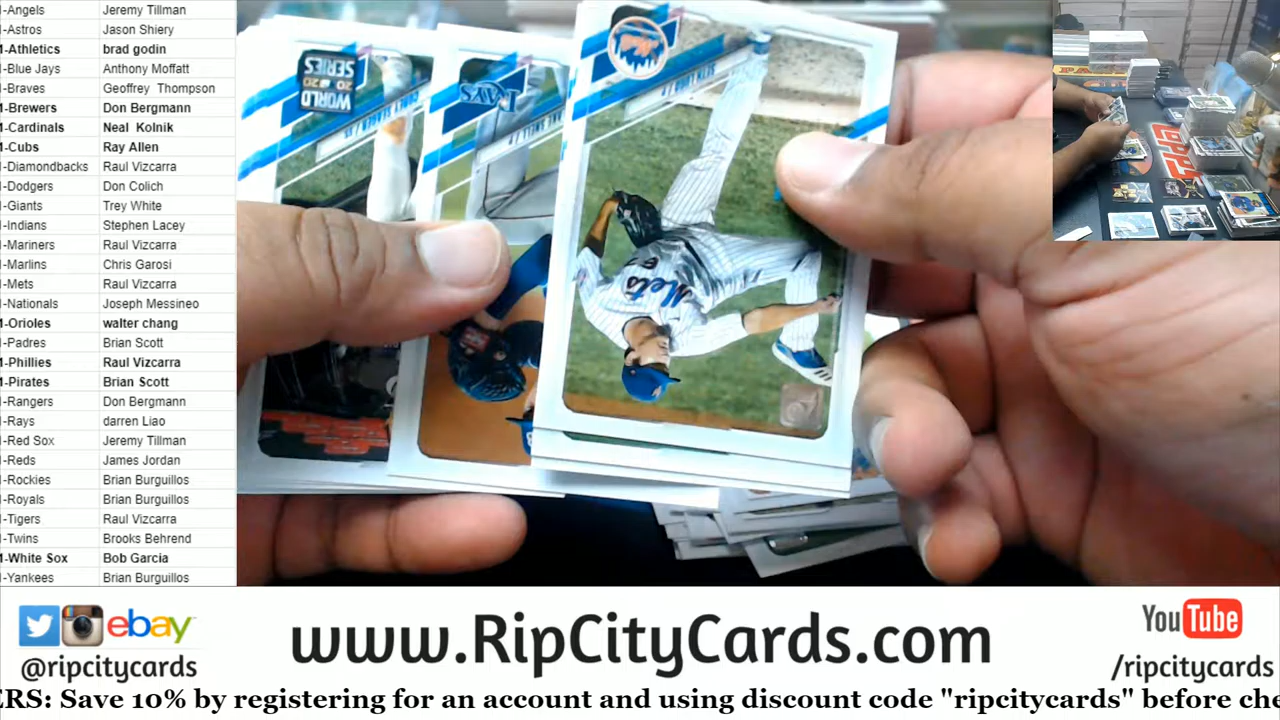 M-Angels Jeremy Tillman
-Astros Jason Shiery
M-Athletics brad godin
-Blue Jays Anthony Moffatt
-Braves Geoffrey Thompson
M-Brewers Don Bergmann
M-Cardinals Neal Kolnik
M-Cubs Ray Allen
-Diamondbacks Raul Vizcarra
-Dodgers Don Colich
-Giants Trey White
-Indians Stephen Lacey
-Mariners Raul Vizcarra
-Marlins Chris Garosi
-Mets Raul Vizcarra
-Nationals Joseph Messineo
M-Orioles walter chang
-Padres Brian Scott
M-Phillies Raul Vizcarra
M-Pirates Brian Scott
-Rangers Don Bergmann
-Rays darren Liao
-Red Sox Jeremy Tillman
-Reds James Jordan
-Rockies Brian Burguillos
-Royals Brian Burguillos
-Tigers Raul Vizcarra
-Twins Brooks Behrend
M-White Sox Bob Garcia
-Yankees Brian Burguillos
WORLD
SERIES
2020
RAYS
Mets
Mets
TOPPS
ebay
@ripcitycards
www.RipCityCards.com
YouTube
/ripcitycards
ERS: Save 10% by registering for an account and using discount code "ripcitycards" before che